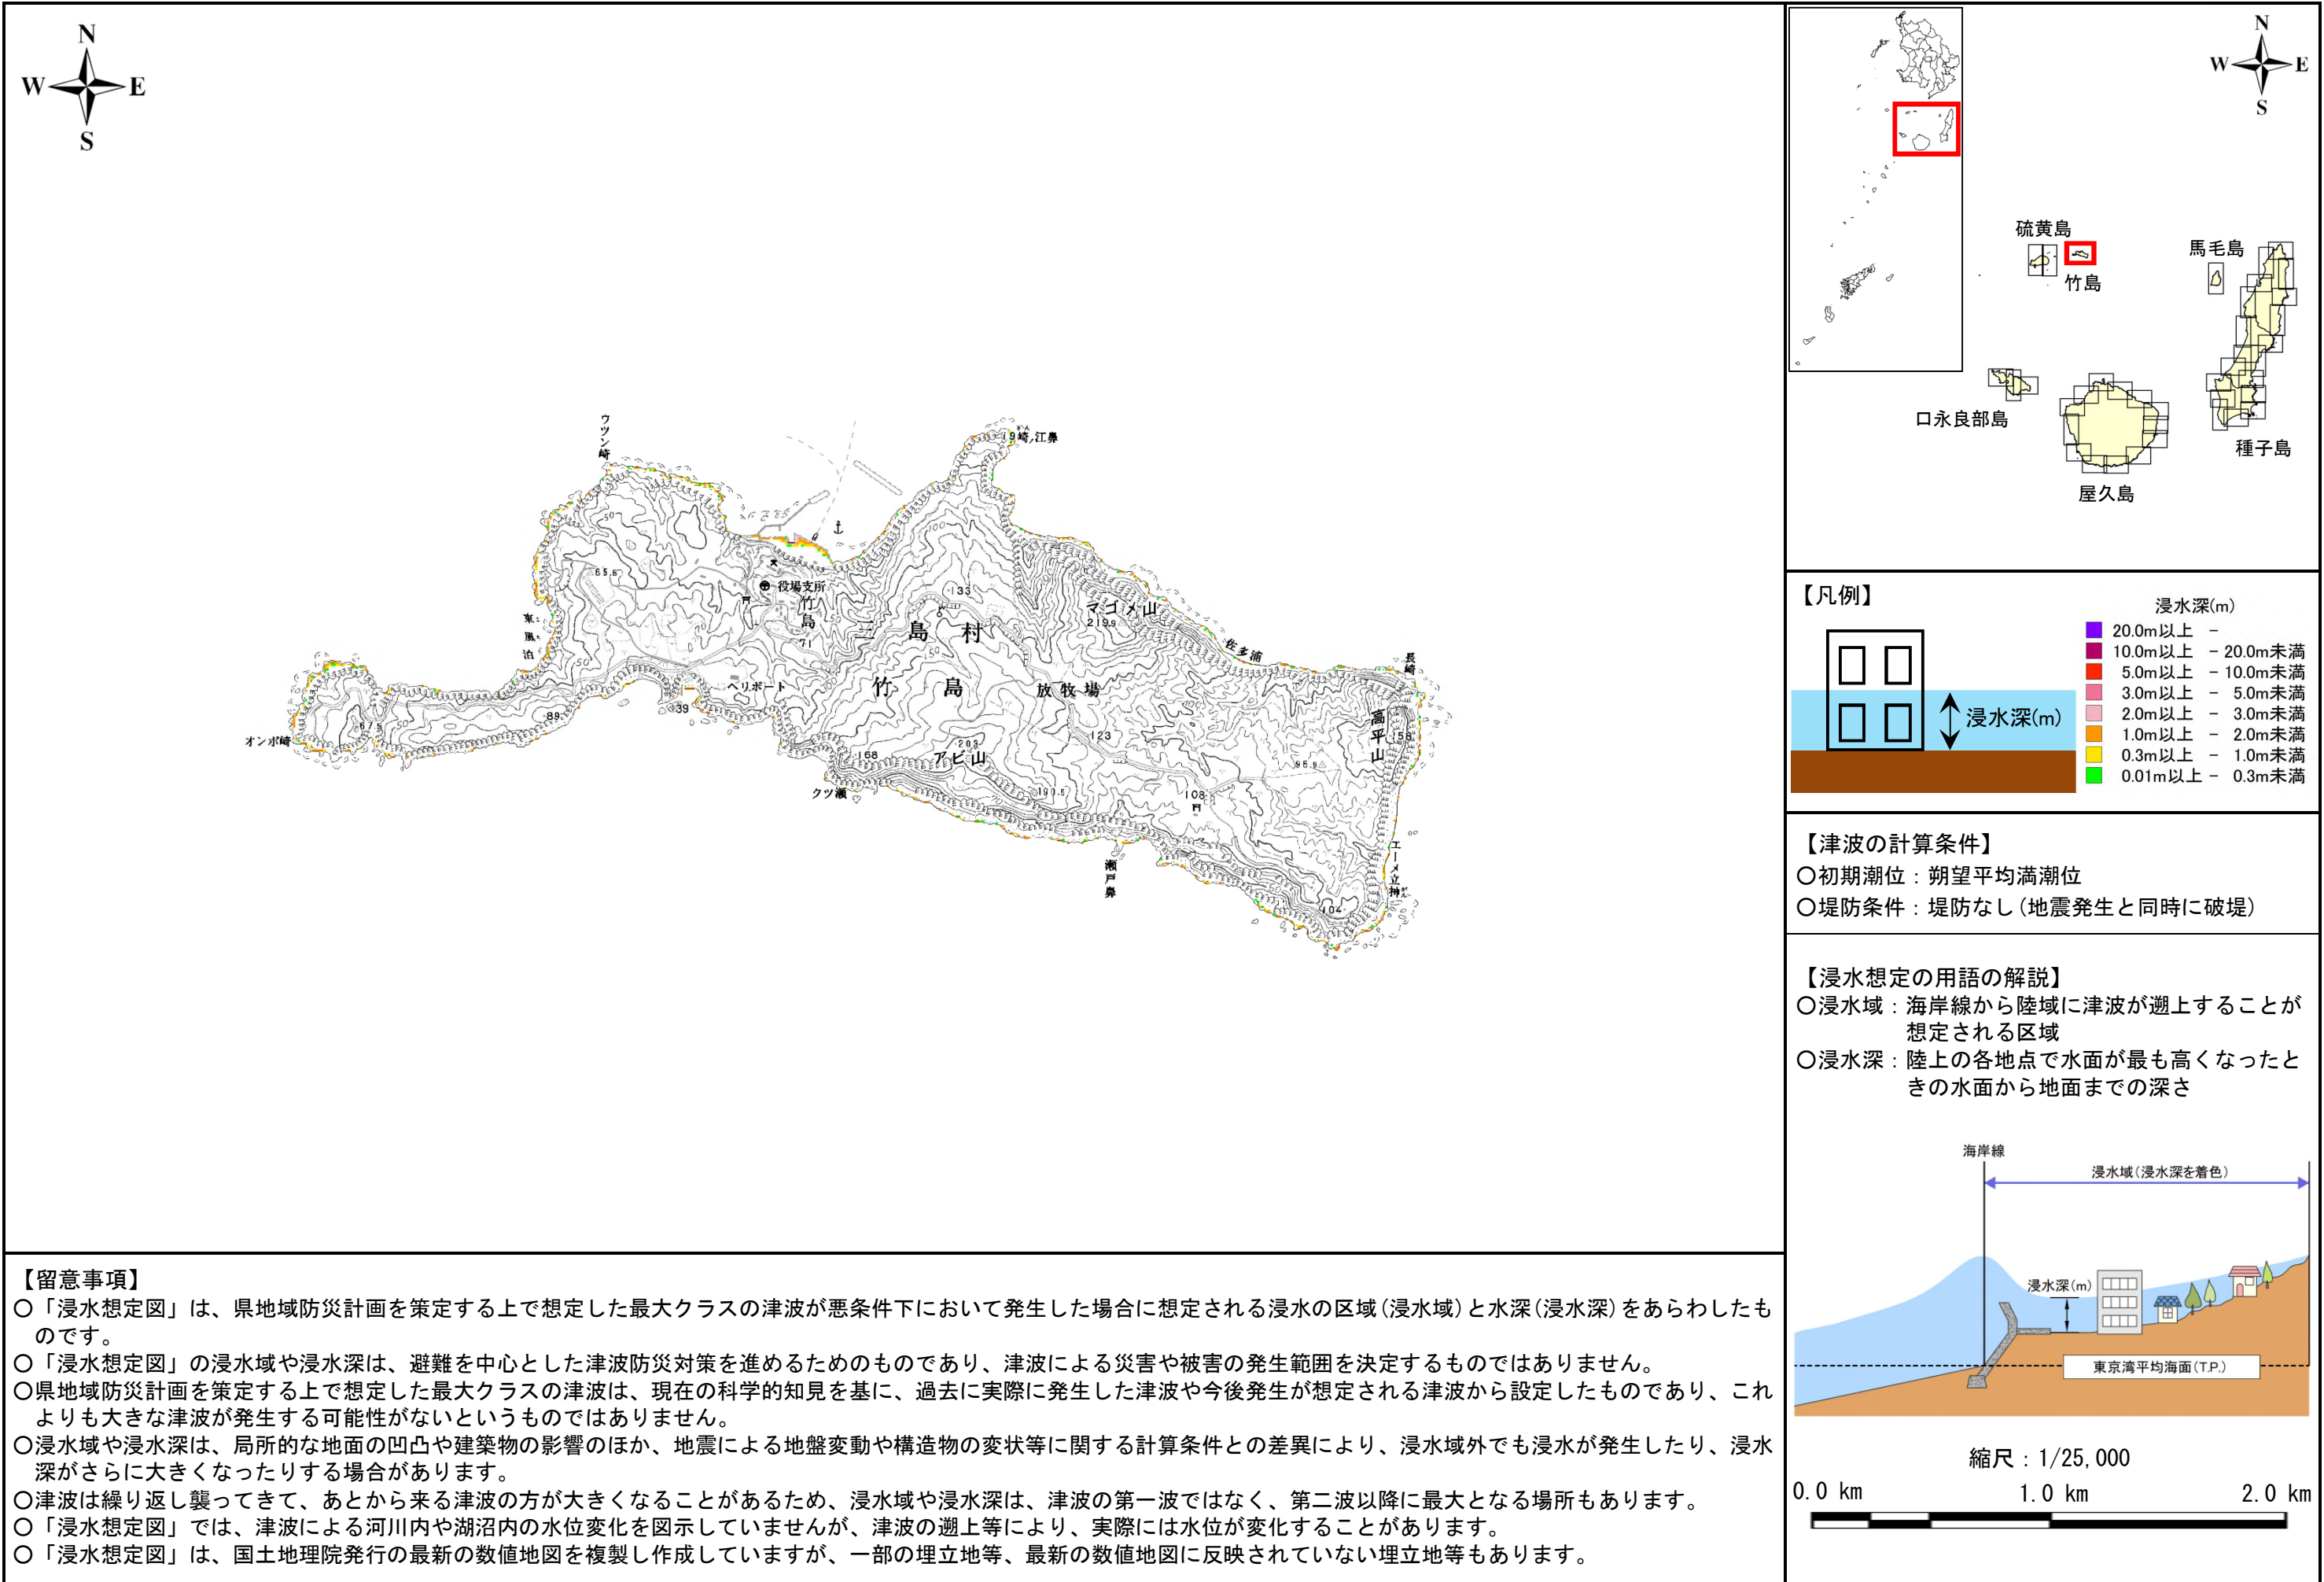 N
W E
S
ウツン崎
崎ノ江鼻
65.6
50
役場支所
竹島
71
100
133
マゴメ山
219.9
三島村
佐多浦
長崎
東風泊
50
ヘリポート
竹島
放牧場
高平山
158
39
89
67.5
50
オンボ崎
123
203
アビ山
168
クツ瀬
190.5
96.9
108
瀬戸鼻
エーメ立神
104
N
W E
S
硫黄島
竹島
馬毛島
口永良部島
種子島
屋久島
【凡例】
浸水深(m)
浸水深(m)
20.0m以上 -
10.0m以上 - 20.0m未満
5.0m以上 - 10.0m未満
3.0m以上 - 5.0m未満
2.0m以上 - 3.0m未満
1.0m以上 - 2.0m未満
0.3m以上 - 1.0m未満
0.01m以上 - 0.3m未満
【津波の計算条件】
○初期潮位：朔望平均満潮位
○堤防条件：堤防なし(地震発生と同時に破堤)
【浸水想定の用語の解説】
○浸水域：海岸線から陸域に津波が遡上することが
想定される区域
○浸水深：陸上の各地点で水面が最も高くなったと
きの水面から地面までの深さ
海岸線
浸水域(浸水深を着色)
浸水深(m)
東京湾平均海面(T.P.)
縮尺：1/25,000
0.0 km 1.0 km 2.0 km
【留意事項】
○「浸水想定図」は、県地域防災計画を策定する上で想定した最大クラスの津波が悪条件下において発生した場合に想定される浸水の区域(浸水域)と水深(浸水深)をあらわしたも
のです。
○「浸水想定図」の浸水域や浸水深は、避難を中心とした津波防災対策を進めるためのものであり、津波による災害や被害の発生範囲を決定するものではありません。
○県地域防災計画を策定する上で想定した最大クラスの津波は、現在の科学的知見を基に、過去に実際に発生した津波や今後発生が想定される津波から設定したものであり、これ
よりも大きな津波が発生する可能性がないというものではありません。
○浸水域や浸水深は、局所的な地面の凹凸や建築物の影響のほか、地震による地盤変動や構造物の変状等に関する計算条件との差異により、浸水域外でも浸水が発生したり、浸水
深がさらに大きくなったりする場合があります。
○津波は繰り返し襲ってきて、あとから来る津波の方が大きくなることがあるため、浸水域や浸水深は、津波の第一波ではなく、第二波以降に最大となる場所もあります。
○「浸水想定図」では、津波による河川内や湖沼内の水位変化を図示していませんが、津波の遡上等により、実際には水位が変化することがあります。
○「浸水想定図」は、国土地理院発行の最新の数値地図を複製し作成していますが、一部の埋立地等、最新の数値地図に反映されていない埋立地等もあります。